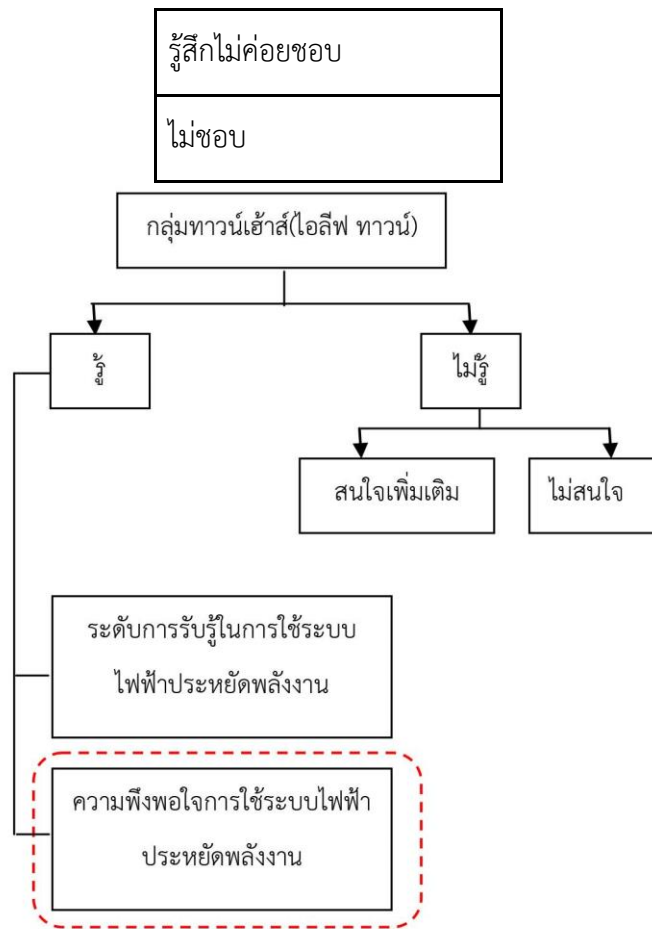 รู้สึกไม่ค่อยชอบ
ไม่ชอบ
กลุ่มทาวน์เฮ้าส์(ไอลีฟ ทาวน์)
รู้
ไม่รู้
สนใจเพิ่มเติม
ไม่สนใจ
ระดับการรับรู้ในการใช้ระบบ
ไฟฟ้าประหยัดพลังงาน
ความพึงพอใจการใช้ระบบไฟฟ้า
ประหยัดพลังงาน